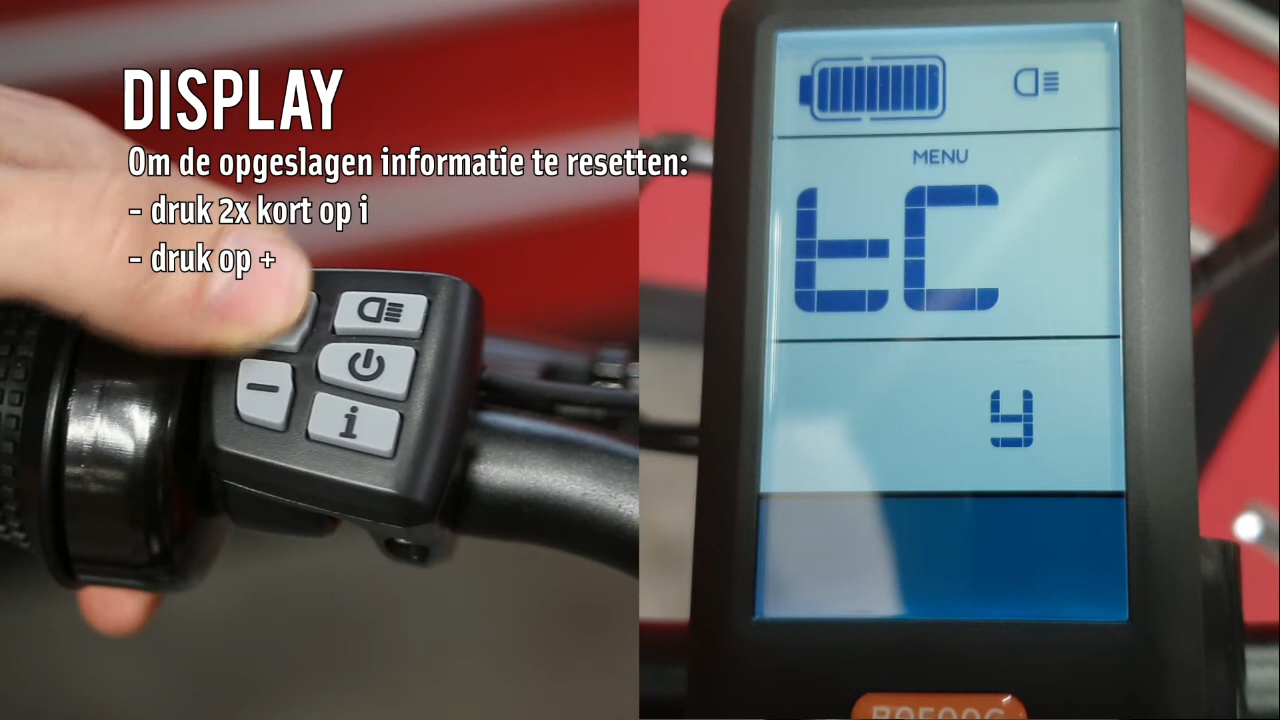 DISPLAY
Om de opgeslagen informatie te resetten:
- druk 2x kort op i
- druk op +
i
MENU
tC
y